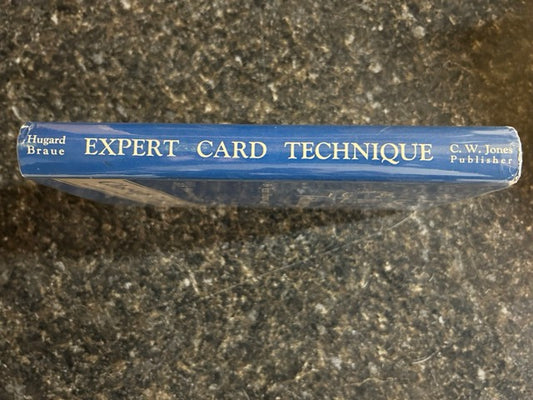 Hugard
Braue
EXPERT CARD TECHNIQUE
C. W. Jones
Publisher